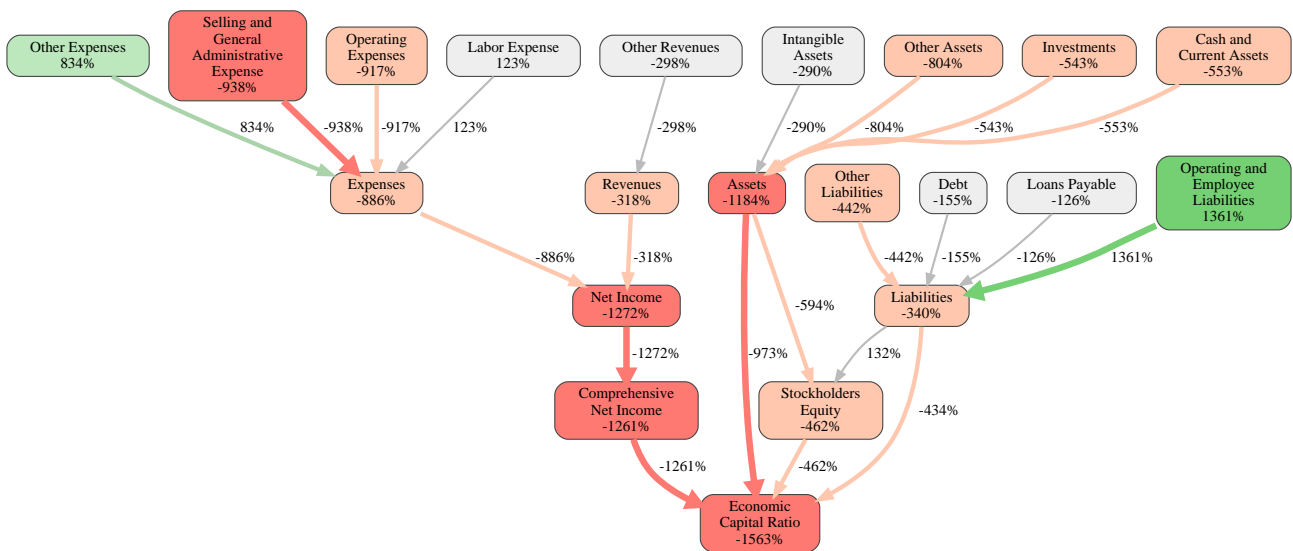 Other Expenses
834%
Selling and
General
Administrative
Expense
-938%
Operating
Expenses
-917%
Labor Expense
123%
Other Revenues
-298%
Intangible
Assets
-290%
Other Assets
-804%
Investments
-543%
Cash and
Current Assets
-553%
834%
-938%
-917%
123%
-298%
-290%
-804%
-543%
-553%
Expenses
-886%
Revenues
-318%
Assets
-1184%
Other
Liabilities
-442%
Debt
-155%
Loans Payable
-126%
Operating and
Employee
Liabilities
1361%
-886%
-318%
-442%
-155%
-126%
1361%
Net Income
-1272%
-594%
Liabilities
-340%
-1272%
-973%
132%
Comprehensive
Net Income
-1261%
Stockholders
Equity
-462%
-434%
-1261%
-462%
Economic
Capital Ratio
-1563%